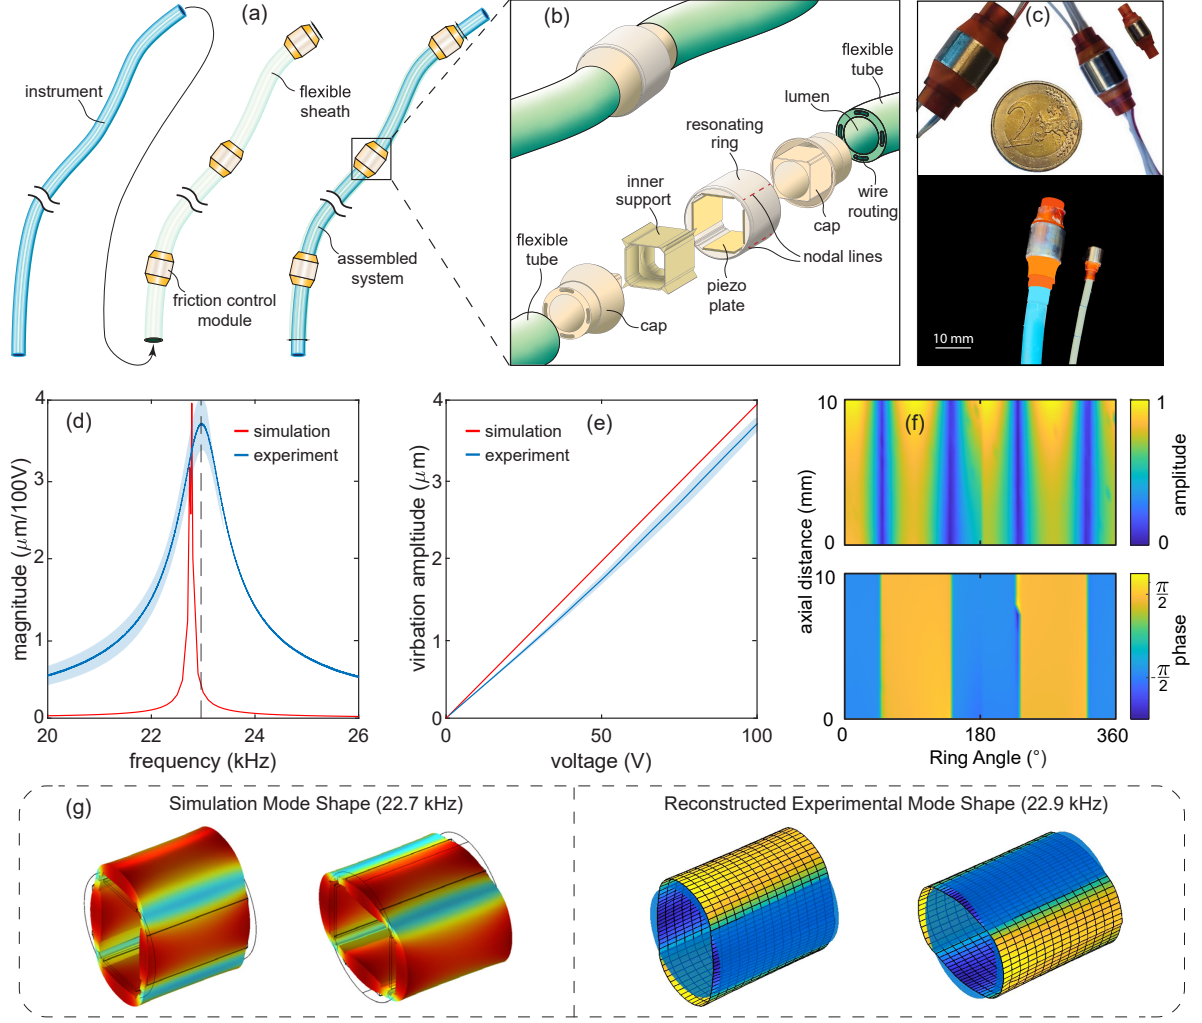 (a)
instrument
flexible
sheath
assembled
system
friction control
module
(b)
flexible
tube
lumen
resonating
ring
wire
routing
inner
support
cap
nodal lines
flexible
tube
piezo
plate
cap
(c)
2
10 mm
(d)
4
3
2
1
0
magnitude (μm/100V)
simulation
experiment
20
22
24
26
frequency (kHz)
(e)
4
3
2
1
0
virbation ampltude (μm)
simulation
experiment
0
50
100
voltage (V)
(f)
10
0
10
0
axial distance (mm)
1
0
amplitude
π/2
-π/2
phase
0
180
360
Ring Angle (°)
(g)
Simulation Mode Shape (22.7 kHz)
Reconstructed Experimental Mode Shape (22.9 kHz)